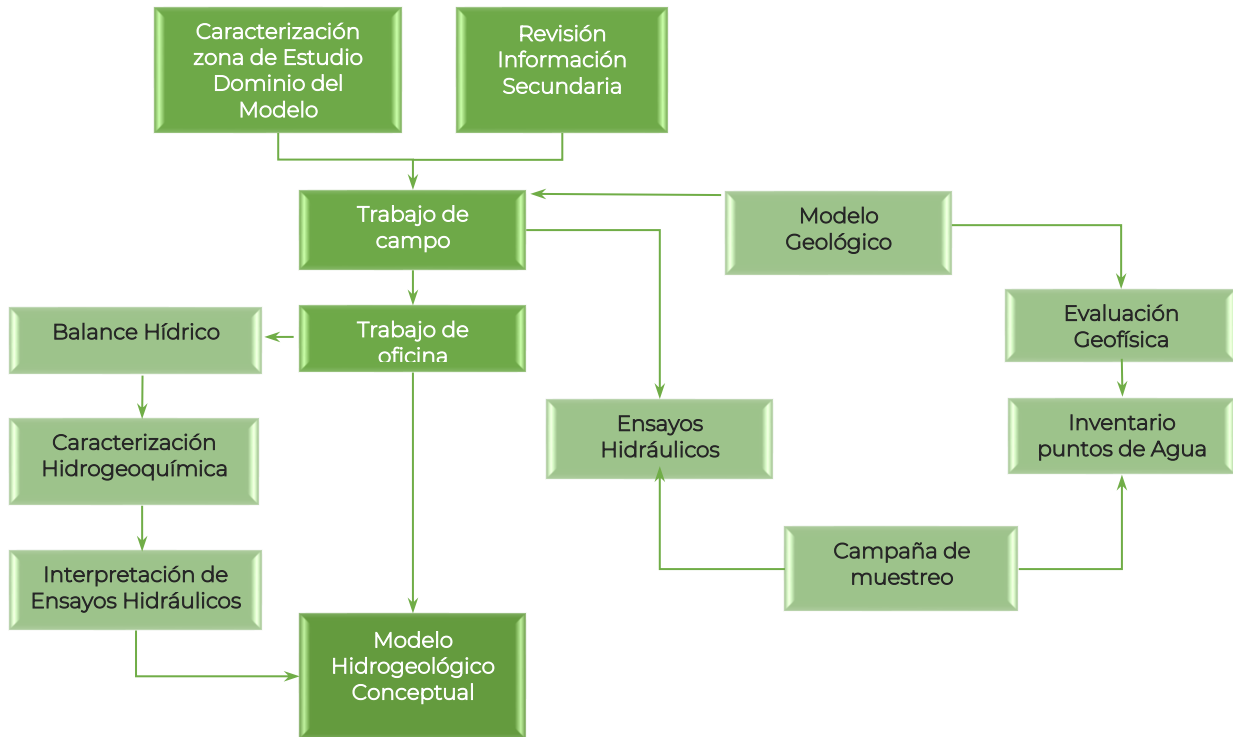 Caracterización
zona de Estudio
Dominio del
Modelo
Revisión
Información
Secundaria
Trabajo de
campo
Modelo
Geológico
Trabajo de
oficina
Balance Hídrico
Evaluación
Geofísica
Ensayos
Hidráulicos
Inventario
puntos de Agua
Caracterización
Hidrogeoquímica
Campaña de
muestreo
Interpretación de
Ensayos Hidráulicos
Modelo
Hidrogeológico
Conceptual